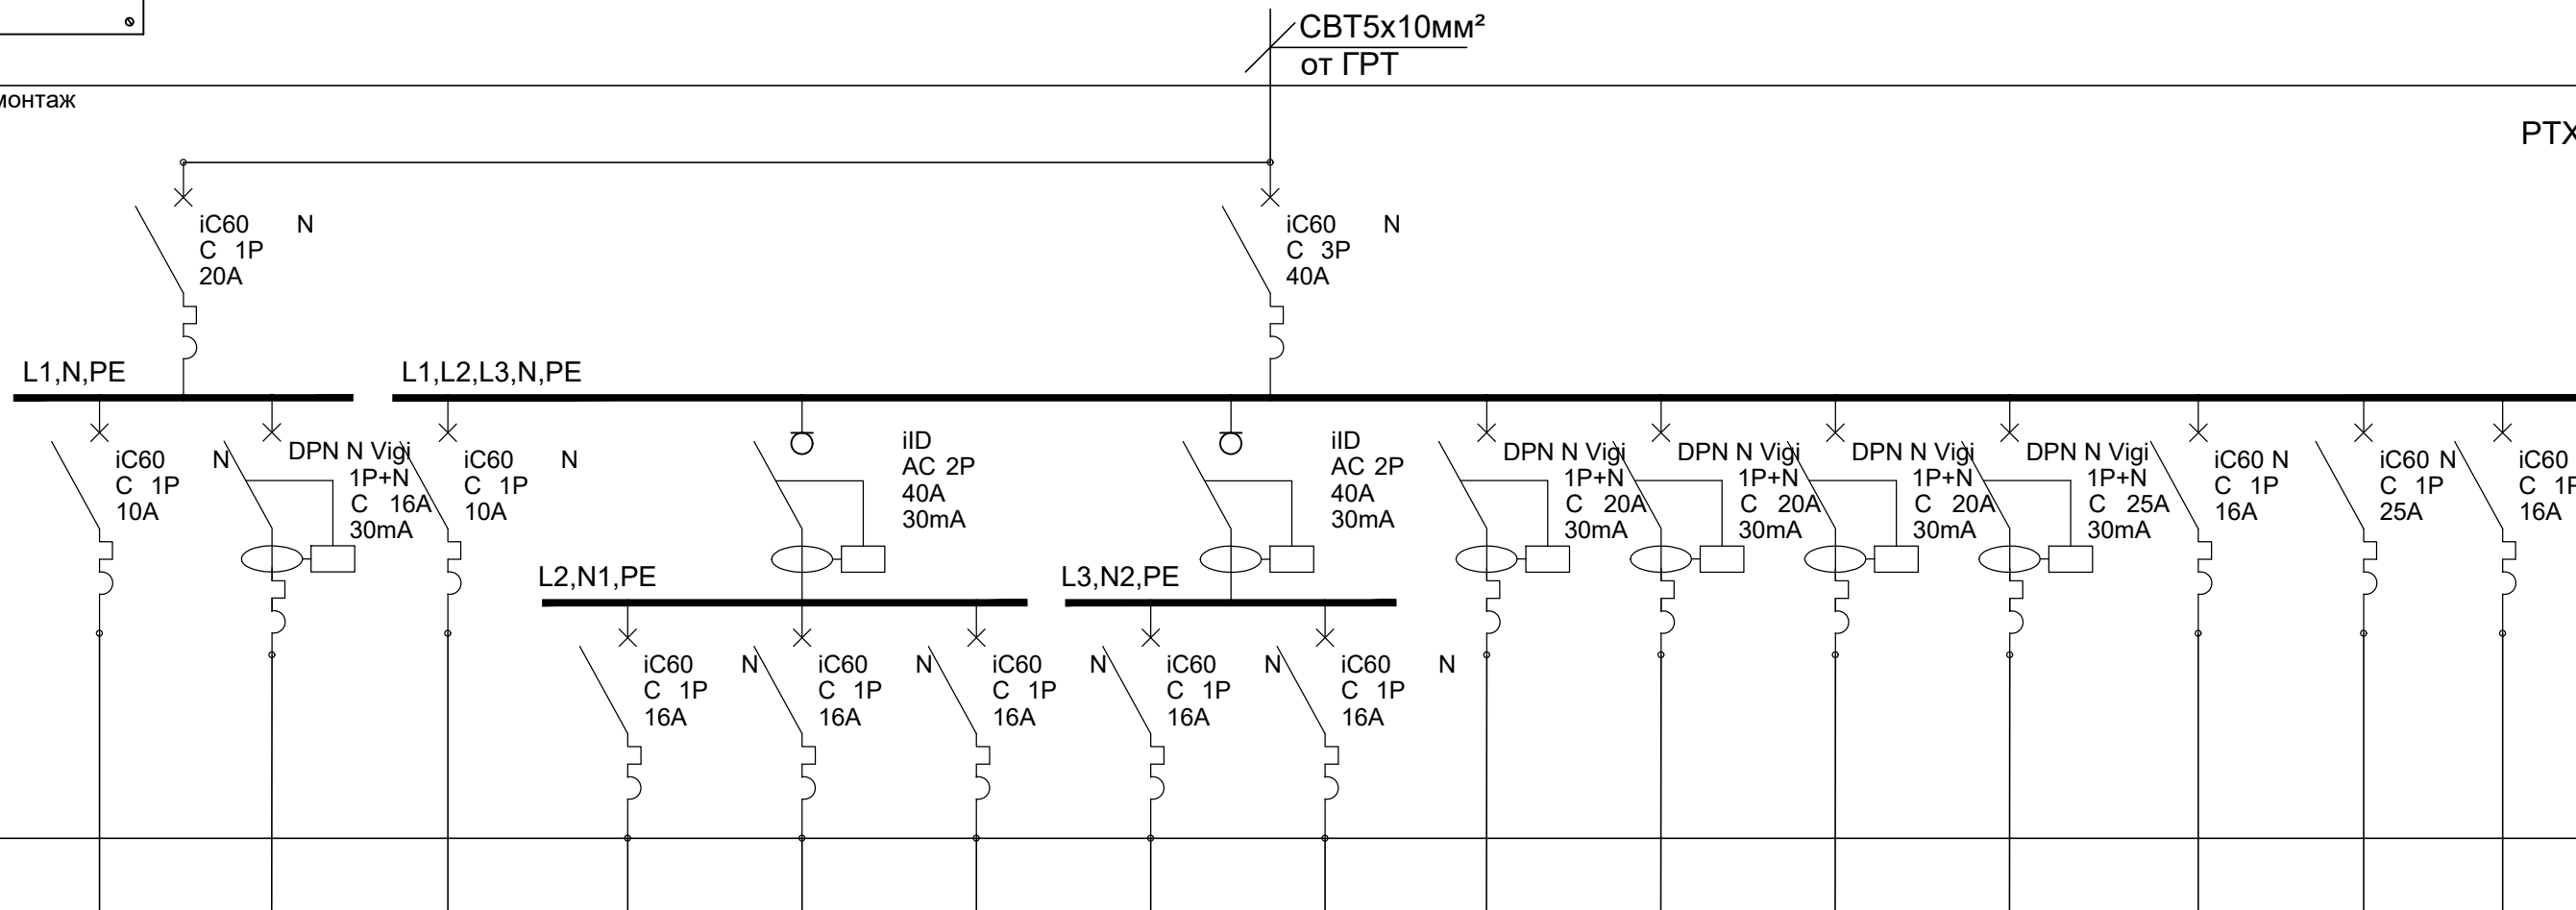 СВТ5х10мм²
от ГРТ
монтаж
РТХ
iC60 N
C 1P
20A
iC60 N
C 3P
40A
L1,N,PE
L1,L2,L3,N,PE
iC60 N
C 1P
10A
DPN N Vigi
1P+N
C 16A
30mA
iC60 N
C 1P
10A
iID
AC 2P
40A
30mA
iID
AC 2P
40A
30mA
DPN N Vigi
1P+N
C 20A
30mA
DPN N Vigi
1P+N
C 20A
30mA
DPN N Vigi
1P+N
C 20A
30mA
DPN N Vigi
1P+N
C 25A
30mA
iC60 N
C 1P
16A
iC60 N
C 1P
25A
iC60
C 1P
16A
L2,N1,PE
L3,N2,PE
iC60 N
C 1P
16A
iC60 N
C 1P
16A
iC60 N
C 1P
16A
iC60 N
C 1P
16A
iC60 N
C 1P
16A